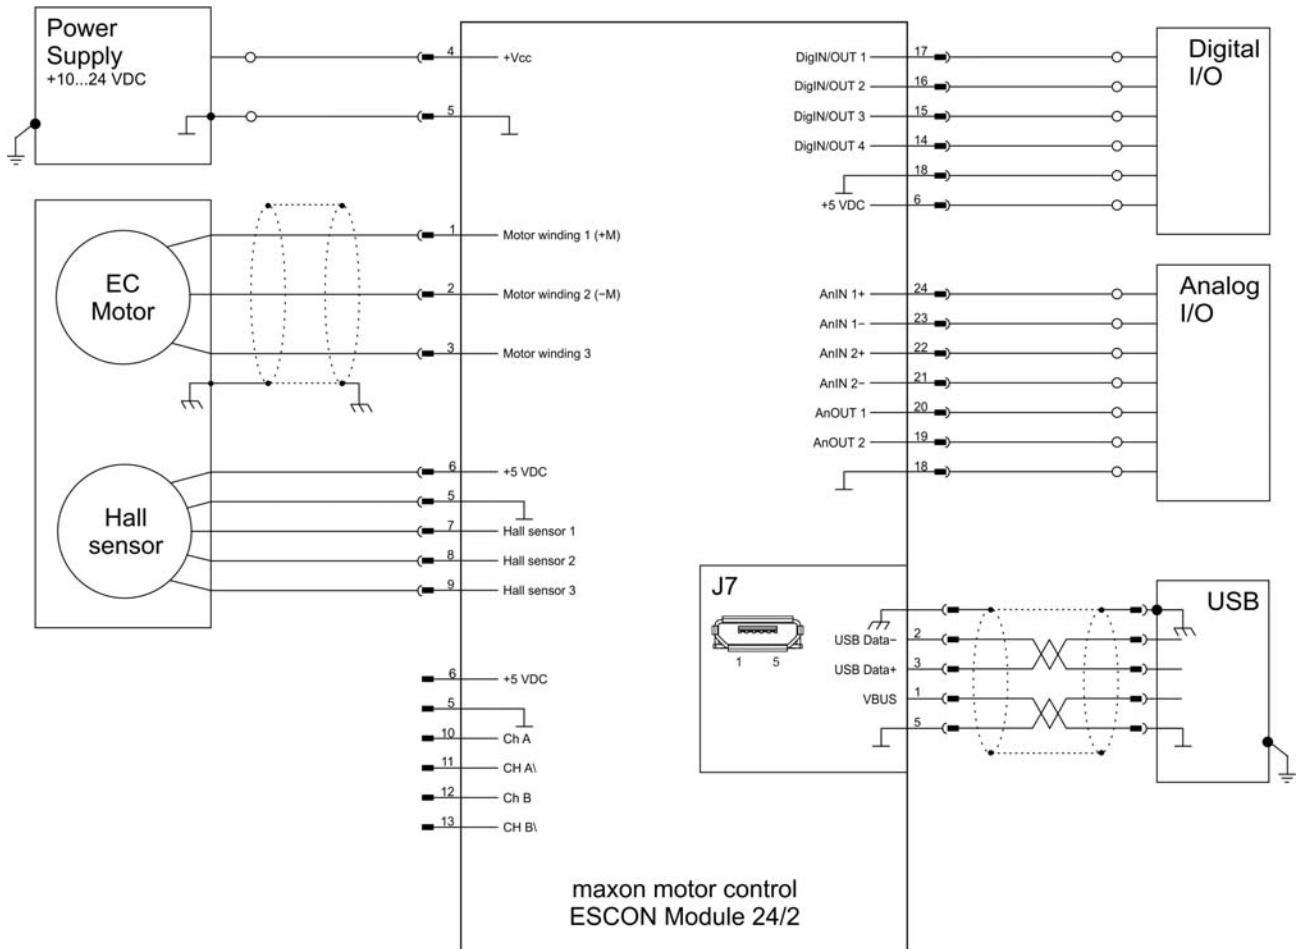 Power
Supply
+10...24 VDC
4
+Vcc
5
EC
Motor
1
Motor winding 1 (+M)
2
Motor winding 2 (−M)
3
Motor winding 3
Hall
sensor
6
+5 VDC
5
7
Hall sensor 1
8
Hall sensor 2
9
Hall sensor 3
6
+5 VDC
5
10
Ch A
11
CH A\
12
Ch B
13
CH B\
DigIN/OUT 1
17
DigIN/OUT 2
16
DigIN/OUT 3
15
DigIN/OUT 4
14
18
+5 VDC
6
Digital
I/O
AnIN 1+
24
AnIN 1−
23
AnIN 2+
22
AnIN 2−
21
AnOUT 1
20
AnOUT 2
19
18
Analog
I/O
J7
1 5
USB Data−
2
USB Data+
3
VBUS
1
5
USB
maxon motor control
ESCON Module 24/2